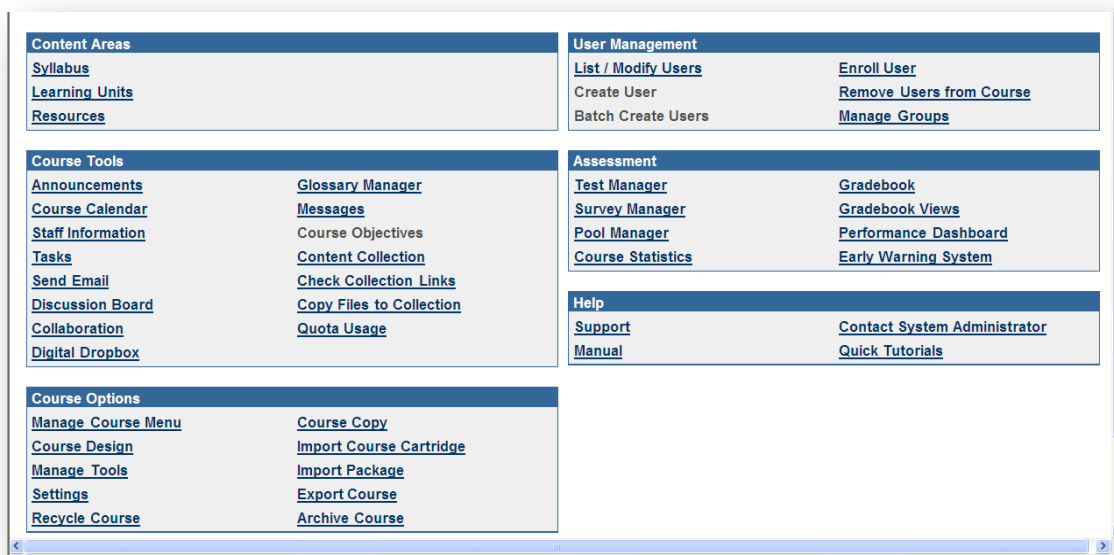 Content Areas
Syllabus
Learning Units
Resources
User Management
List / Modify Users
Enroll User
Create User
Remove Users from Course
Batch Create Users
Manage Groups
Course Tools
Announcements
Glossary Manager
Course Calendar
Messages
Staff Information
Course Objectives
Tasks
Content Collection
Send Email
Check Collection Links
Discussion Board
Copy Files to Collection
Collaboration
Quota Usage
Digital Dropbox
Assessment
Test Manager
Gradebook
Survey Manager
Gradebook Views
Pool Manager
Performance Dashboard
Course Statistics
Early Warning System
Help
Support
Contact System Administrator
Manual
Quick Tutorials
Course Options
Manage Course Menu
Course Copy
Course Design
Import Course Cartridge
Manage Tools
Import Package
Settings
Export Course
Recycle Course
Archive Course